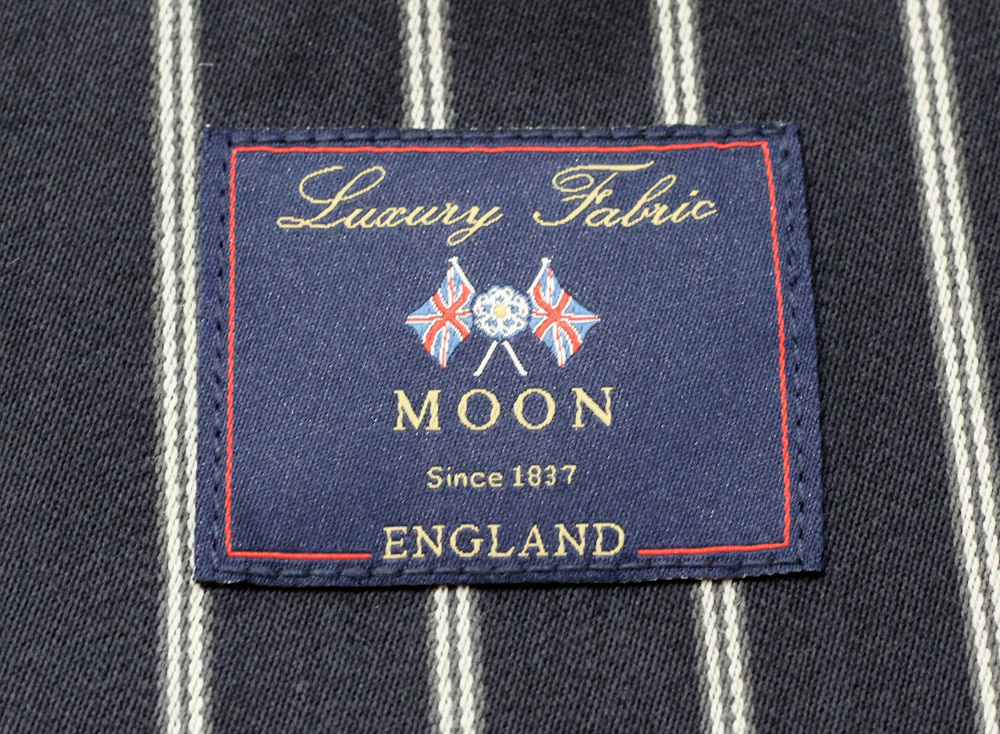 Luxury Fabric
MOON
Since 1837
ENGLAND